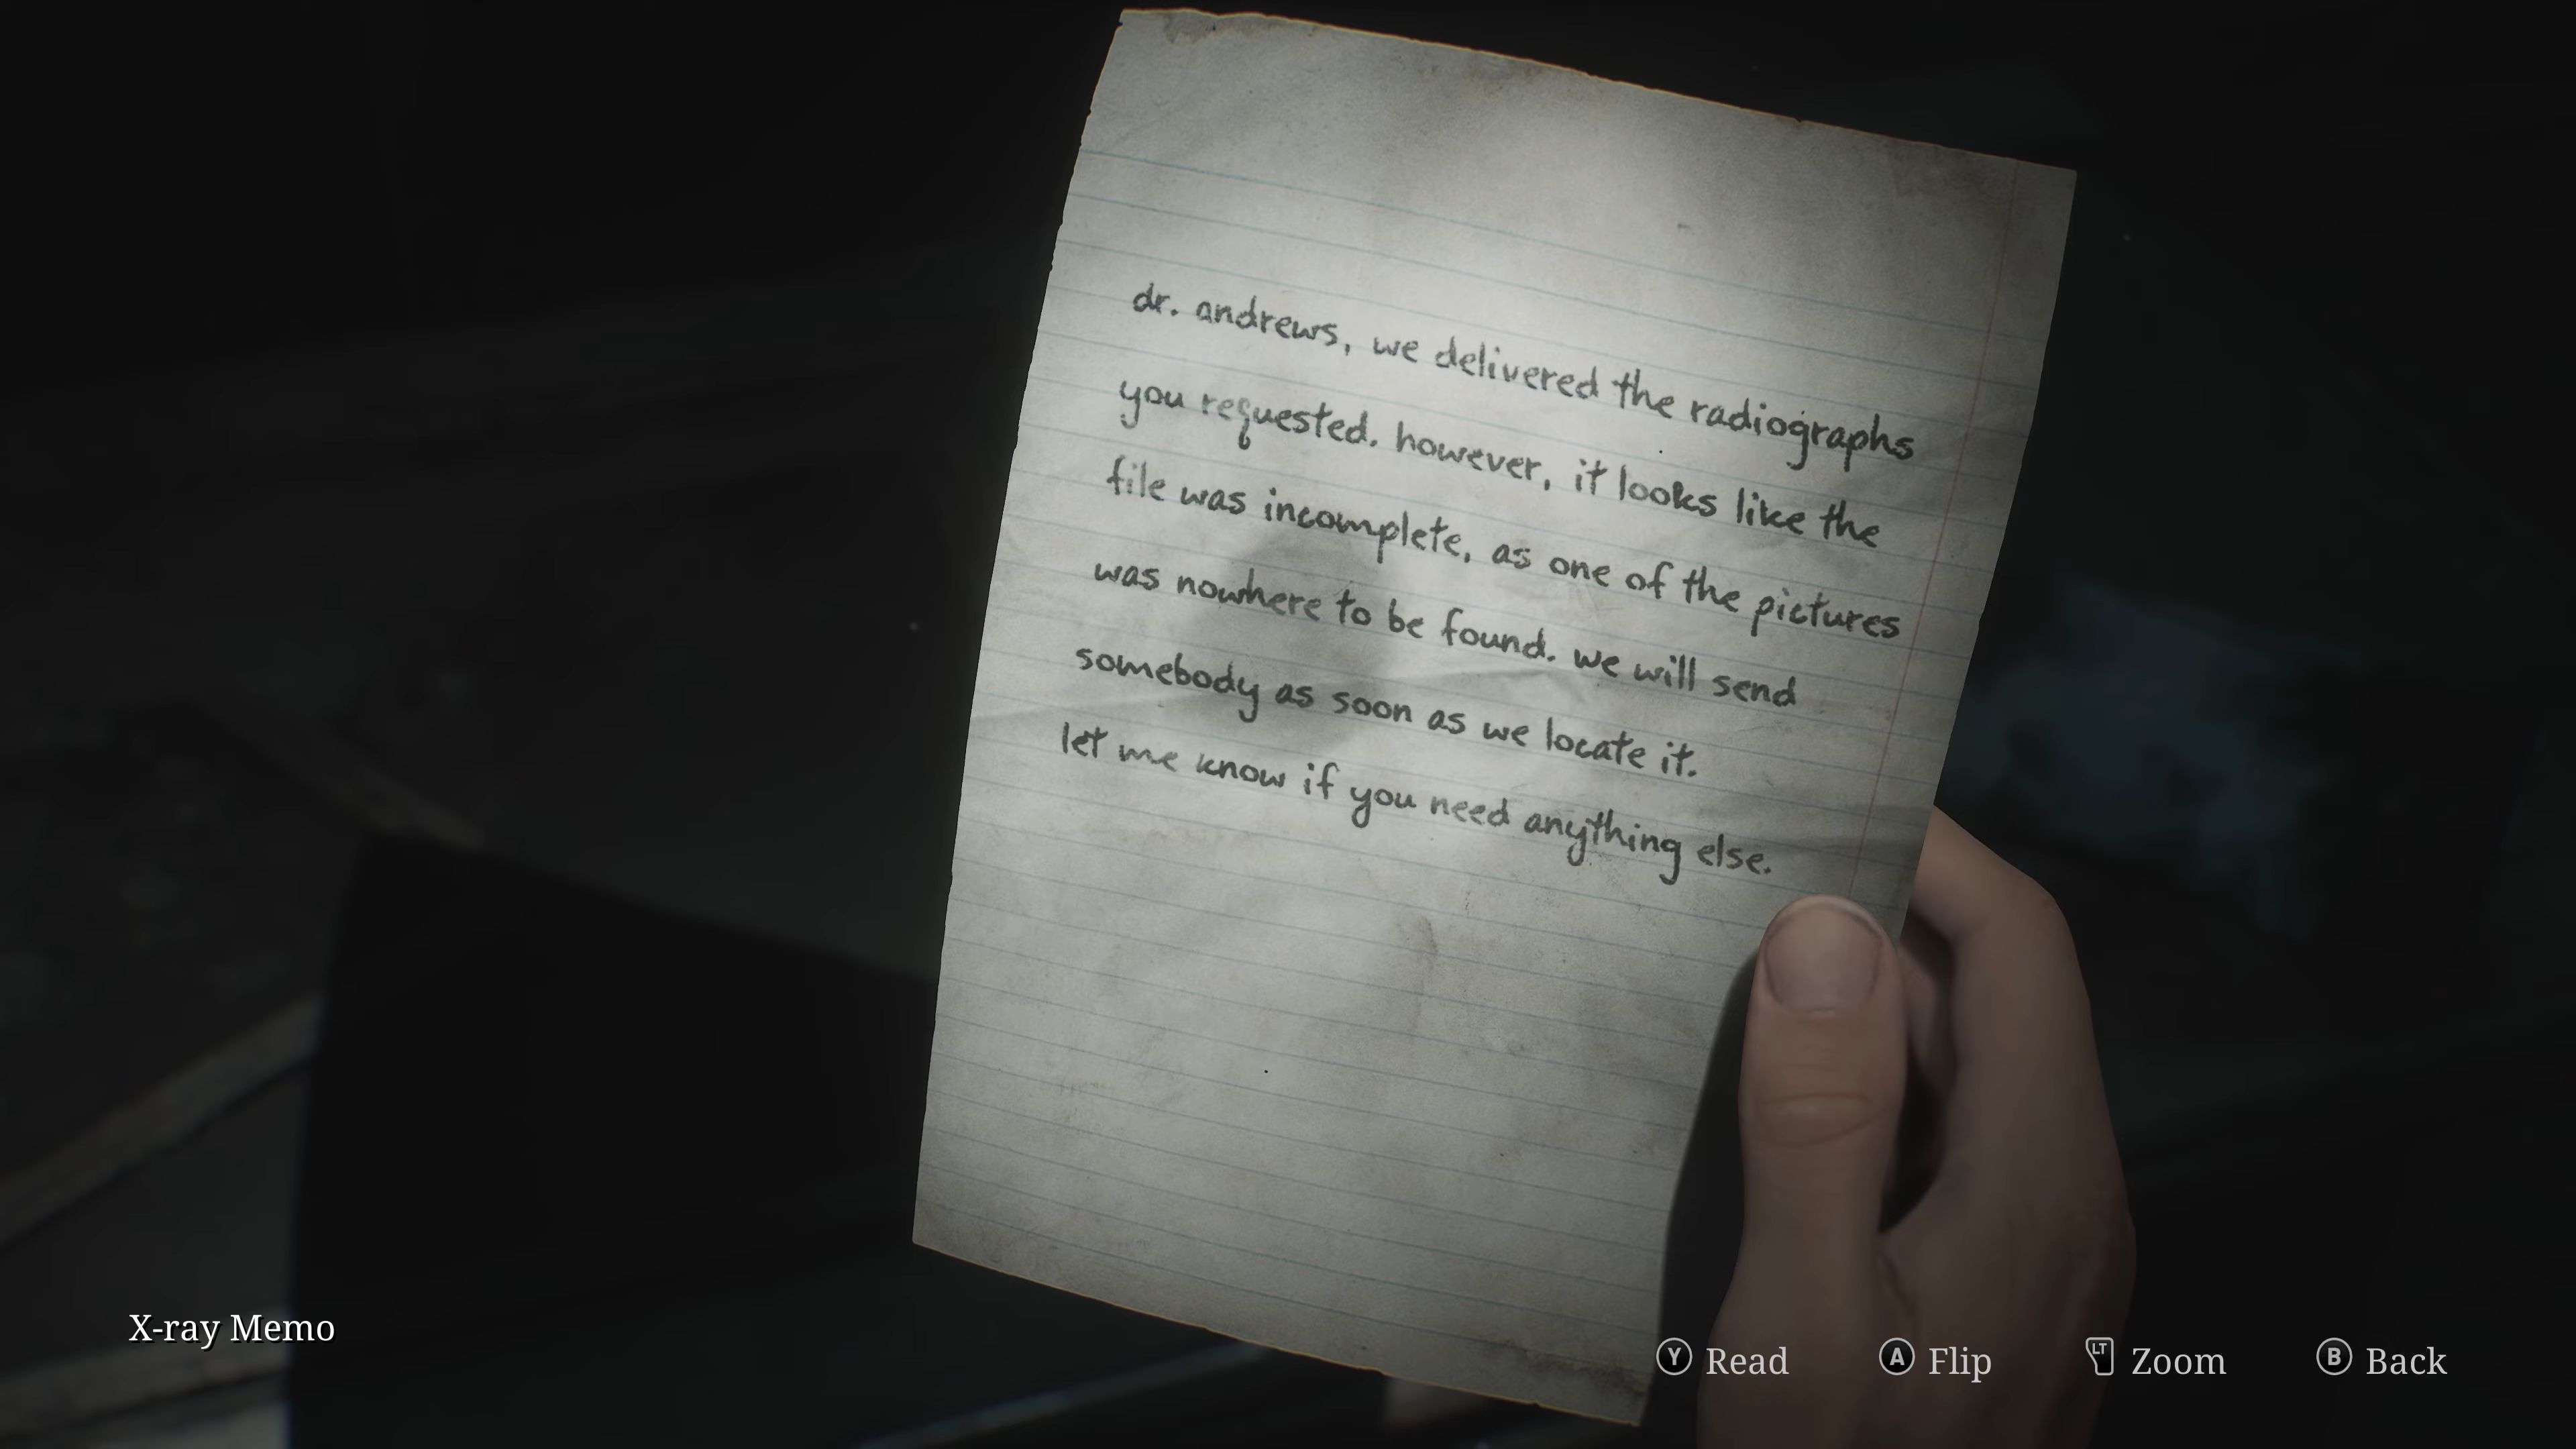 dr. andrews, we delivered the radiographs
you requested. however, it looks like the
file was incomplete, as one of the pictures
was nowhere to be found. we will send
somebody as soon as we locate it.
let me know if you need anything else.
X-ray Memo
Y Read A Flip LT Zoom B Back